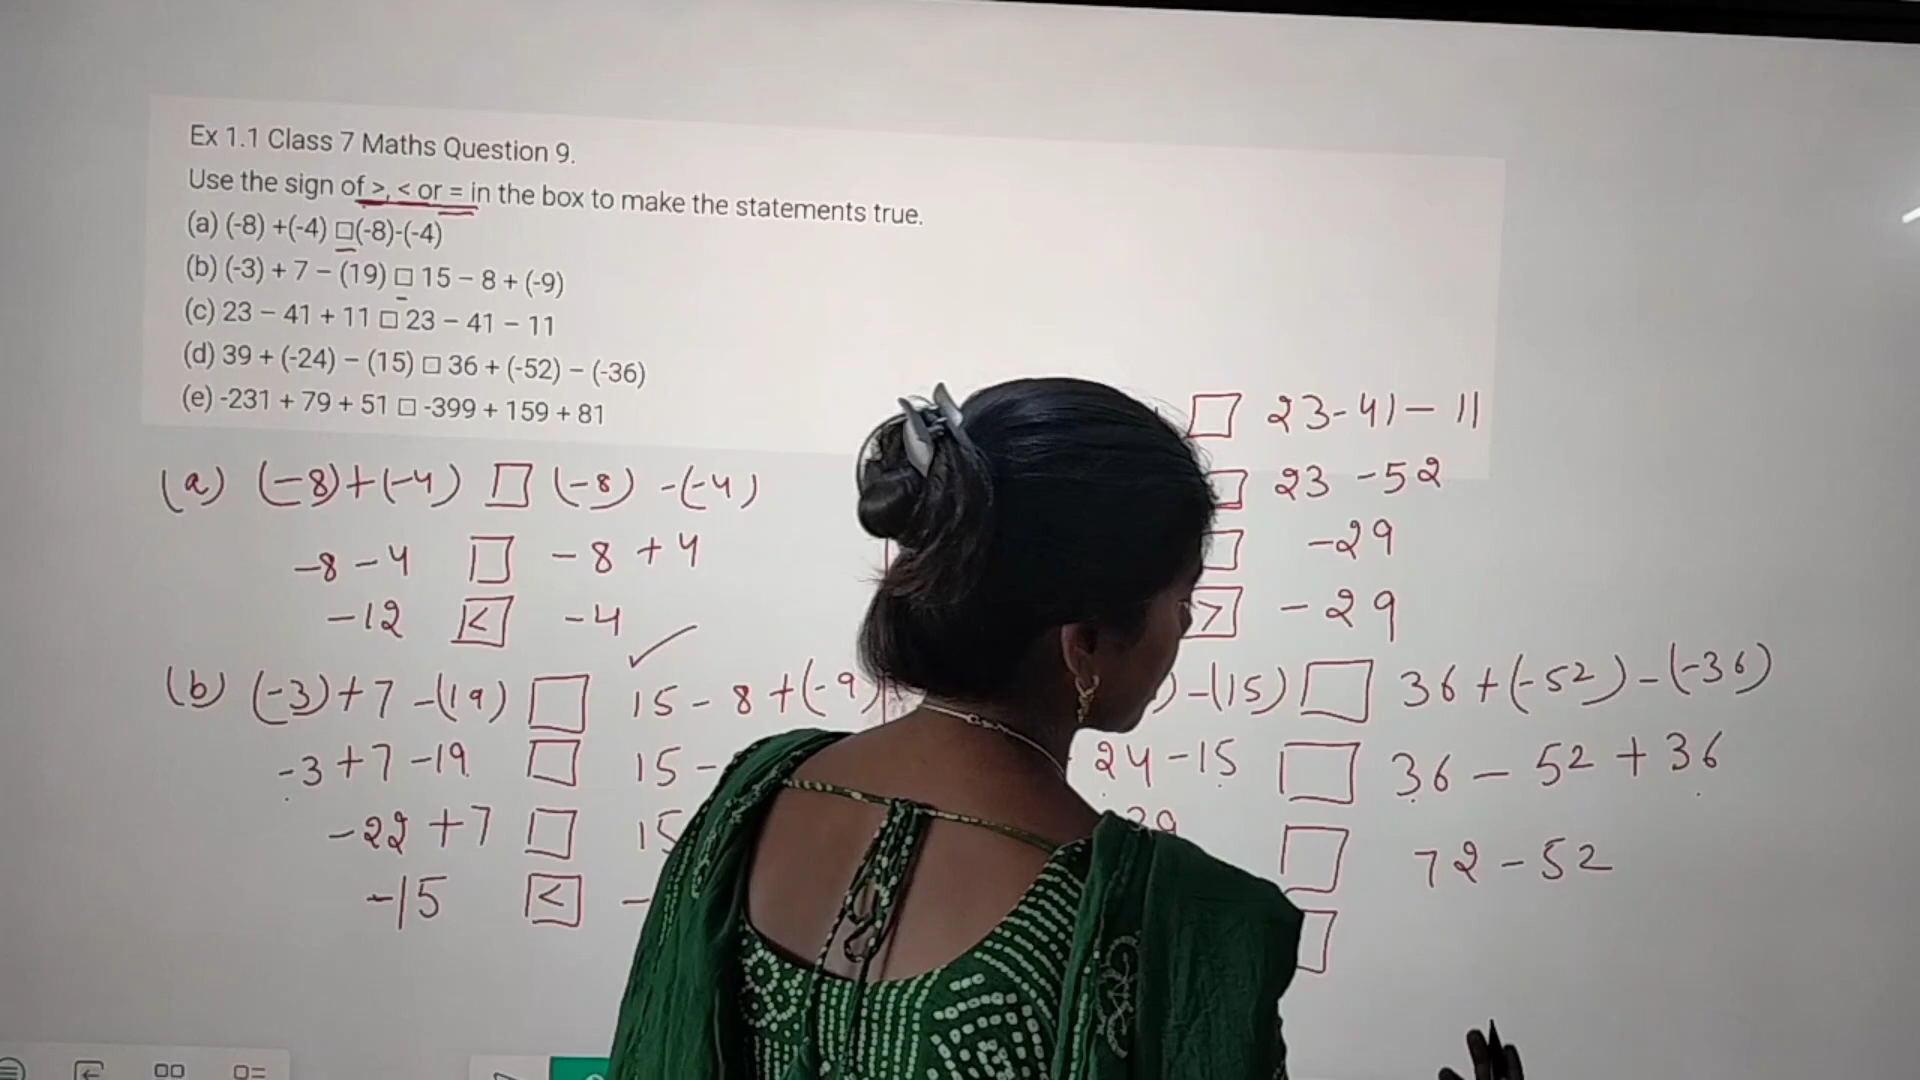 Ex 1.1 Class 7 Maths Question 9.
Use the sign of >, < or = in the box to make the statements true.
(a) (-8) +(-4) □(-8)-(-4)
(b) (-3) + 7 – (19) □ 15 – 8 + (-9)
(c) 23 – 41 + 11 □ 23 – 41 – 11
(d) 39 + (-24) – (15) □ 36 + (-52) – (-36)
(e) -231 + 79 + 51 □ -399 + 159 + 81
(a) (-8)+(-4) □ (-8) -(-4)
-8 - 4 □ -8 + 4
-12 < -4 ✓
(b) (-3)+7 -(19) □ 15 - 8 +(-9)
-3+7-19 □ 15 -
-22 +7 □ 15
-15 < -
□ 23-41- 11
□ 23 -52
□ -29
> -29
) -(15) □ 36 +(-52) -(-36)
24-15 □ 36 - 52 + 36
39 □ 72 - 52
□